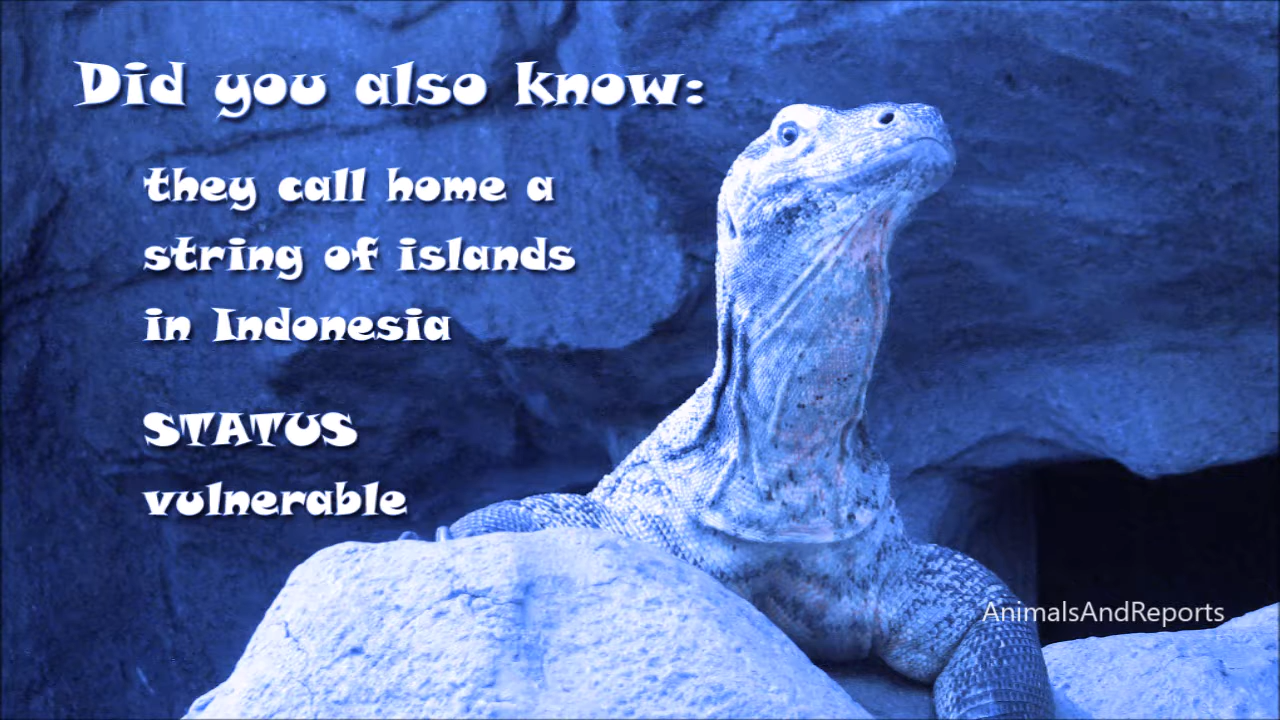 Did you also know:
they call home a
string of islands
in Indonesia
STATUS
vulnerable
AnimalsAndReports